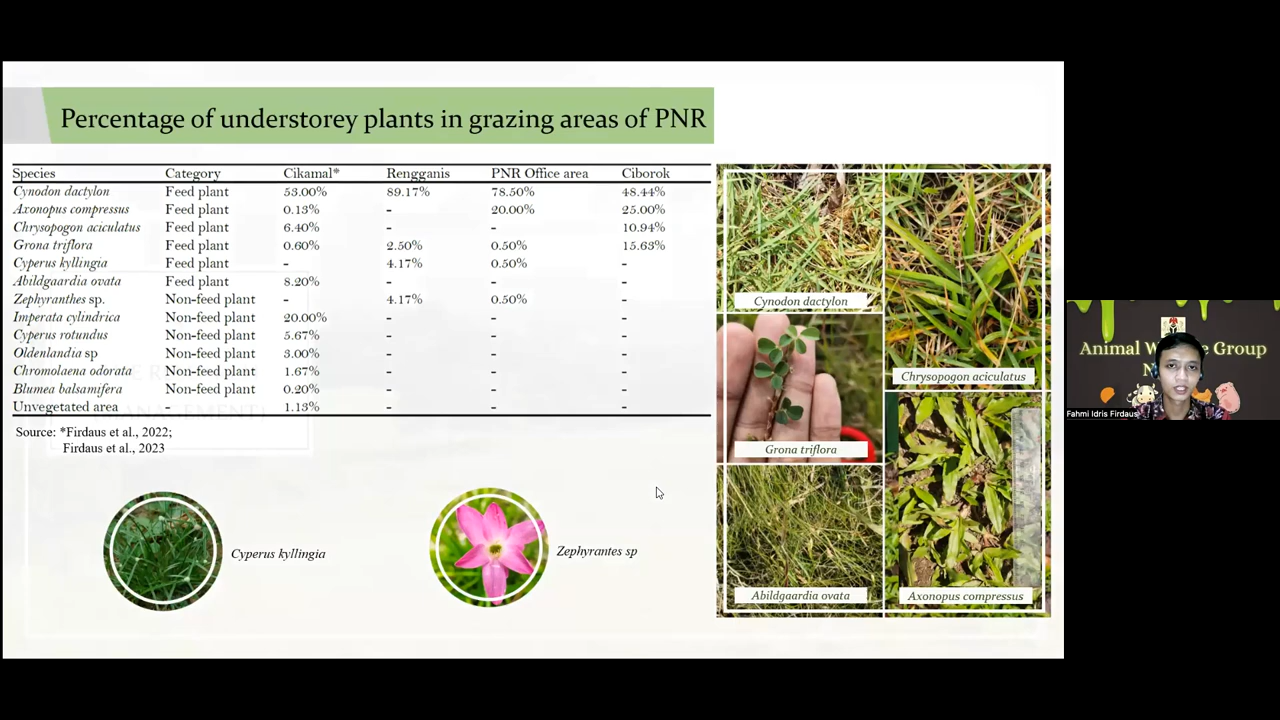 Percentage of understorey plants in grazing areas of PNR
Species Category Cikamal* Rengganis PNR Office area Ciborok
Cynodon dactylon Feed plant 53.00% 89.17% 78.50% 48.44%
Axonopus compressus Feed plant 0.13% - 20.00% 25.00%
Chrysopogon aciculatus Feed plant 6.40% - - 10.94%
Grona triflora Feed plant 0.60% 2.50% 0.50% 15.63%
Cyperus kyllingia Feed plant - 4.17% 0.50% -
Abildgaardia ovata Feed plant 8.20% - - -
Zephyranthes sp. Non-feed plant - 4.17% 0.50% -
Imperata cylindrica Non-feed plant 20.00% - - -
Cyperus rotundus Non-feed plant 5.67% - - -
Oldenlandia sp Non-feed plant 3.00% - - -
Chromolaena odorata Non-feed plant 1.67% - - -
Blumea balsamifera Non-feed plant 0.20% - - -
Unvegetated area 1.13% - - -
Source: *Firdaus et al., 2022;
Firdaus et al., 2023
Cyperus kyllingia
Zephyrantes sp
Cynodon dactylon
Chrysopogon aciculatus
Grona triflora
Abildgaardia ovata
Axonopus compressus
Animal Group
Fahmi Idris Firdaus